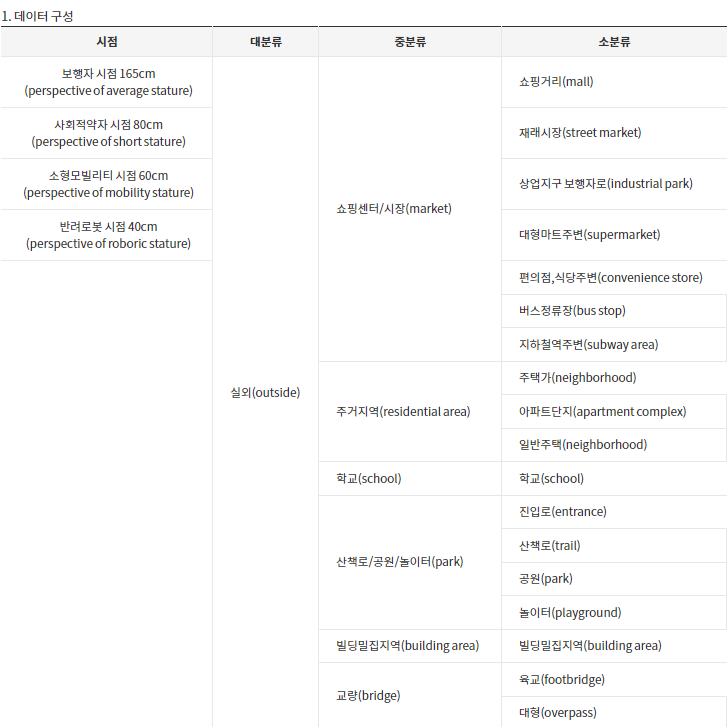 1. 데이터 구성
시점 대분류 중분류 소분류
보행자 시점 165cm
(perspective of average stature)
쇼핑거리(mall)
사회적약자 시점 80cm
(perspective of short stature)
재래시장(street market)
소형모빌리티 시점 60cm
(perspective of mobility stature)
상업지구 보행자로(industrial park)
쇼핑센터/시장(market)
반려로봇 시점 40cm
(perspective of roboric stature)
대형마트주변(supermarket)
편의점,식당주변(convenience store)
버스정류장(bus stop)
지하철역주변(subway area)
실외(outside)
주택가(neighborhood)
주거지역(residential area)
아파트단지(apartment complex)
일반주택(neighborhood)
학교(school) 학교(school)
진입로(entrance)
산책로(trail)
산책로/공원/놀이터(park)
공원(park)
놀이터(playground)
빌딩밀집지역(building area) 빌딩밀집지역(building area)
육교(footbridge)
교량(bridge)
대형(overpass)